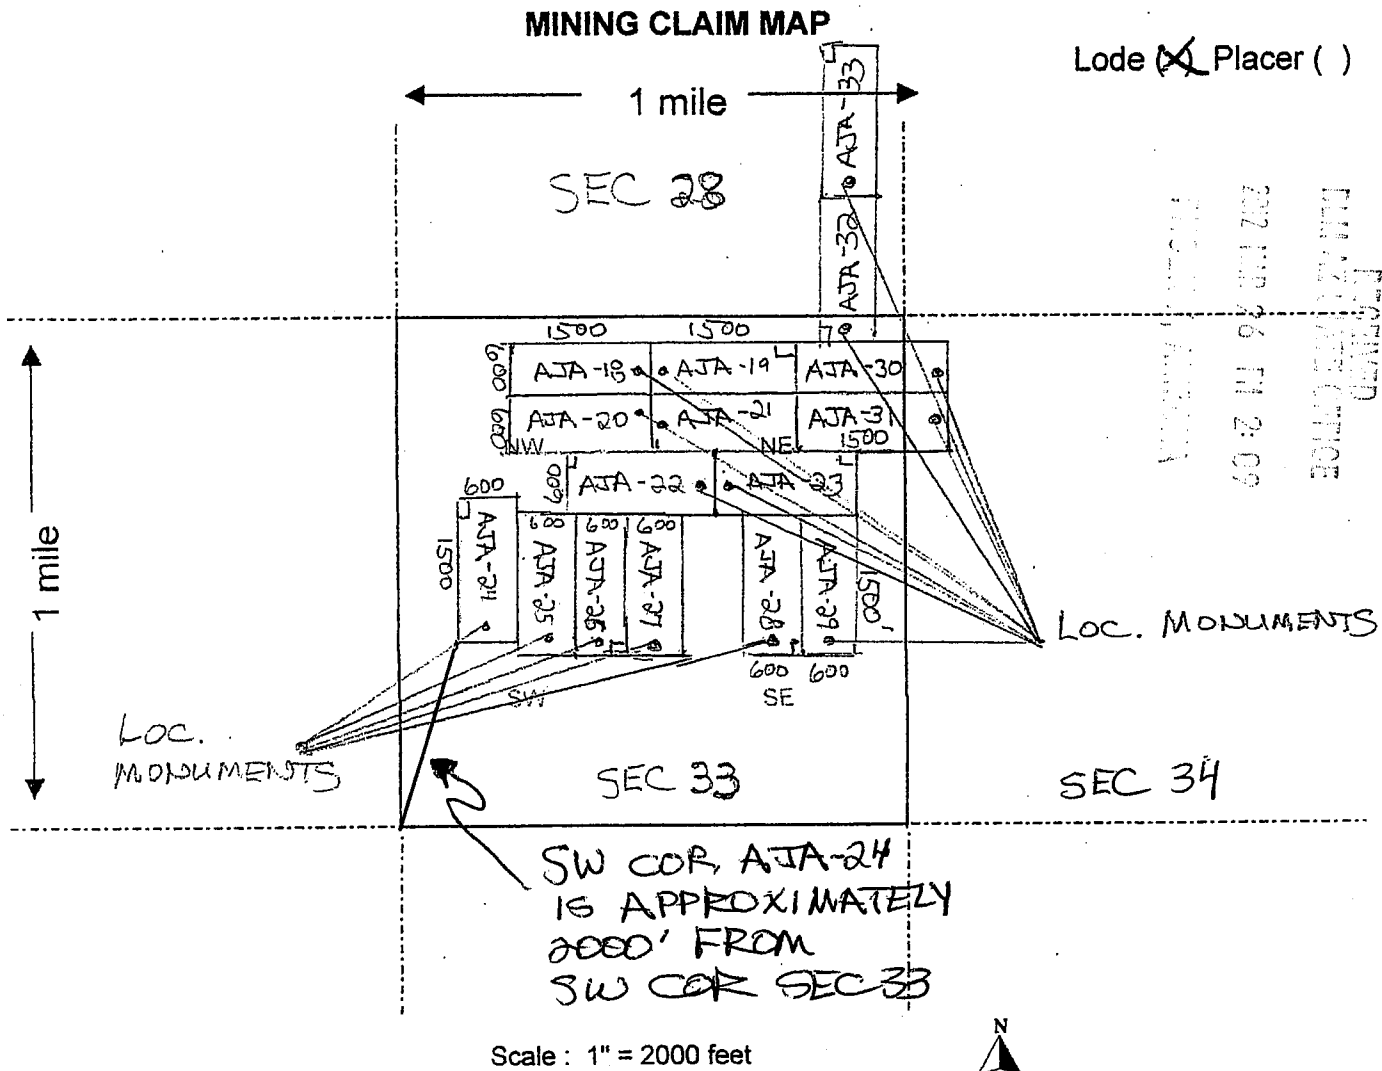 MINING CLAIM MAP
Lode (X) Placer ( )
1 mile
AJA-33
SEC 28
AJA-32
1500 1500
600 AJA-18 AJA-19 AJA-30
600 AJA-20 AJA-21 AJA-31
NW NE 1500
600 AJA-22 AJA-23
600
1500 AJA-24
600 600 600
AJA-25 AJA-26 AJA-27 AJA-28 AJA-29 1500'
1 mile
600 600
SW SE
LOC. MONUMENTS
LOC.
MONUMENTS
SEC 33
SEC 34
SW COR, AJA-24
IS APPROXIMATELY
2000' FROM
SW COR SEC 33
Scale : 1" = 2000 feet
N
RECEIVED
26 2:09